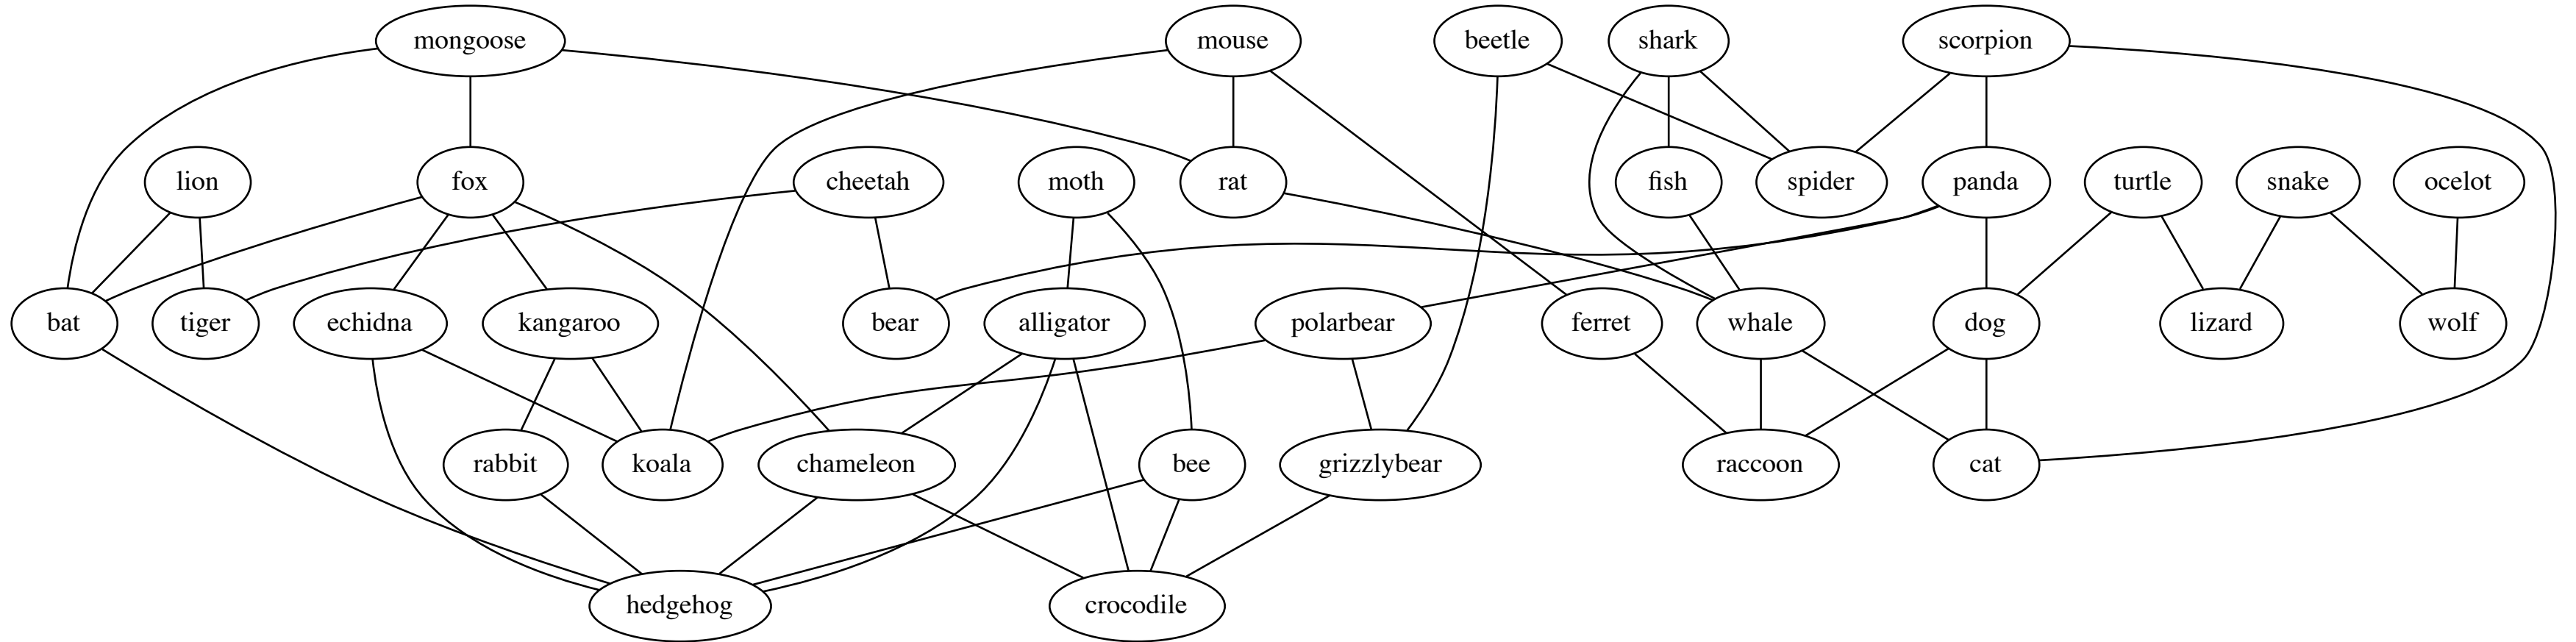 mongoose
mouse
beetle
shark
scorpion
lion
fox
cheetah
moth
rat
fish
spider
panda
turtle
snake
ocelot
bat
tiger
echidna
kangaroo
bear
alligator
polarbear
ferret
whale
dog
lizard
wolf
rabbit
koala
chameleon
bee
grizzlybear
raccoon
cat
hedgehog
crocodile